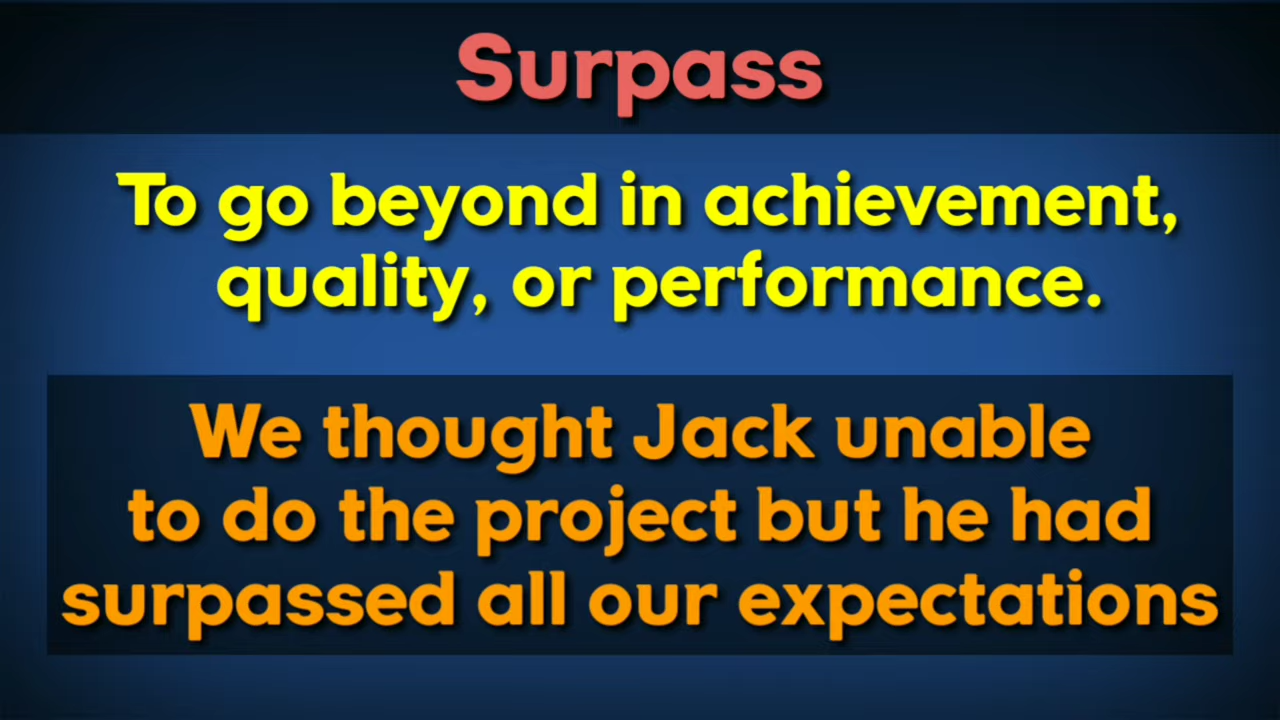 Surpass
To go beyond in achievement,
quality, or performance.
We thought Jack unable
to do the project but he had
surpassed all our expectations